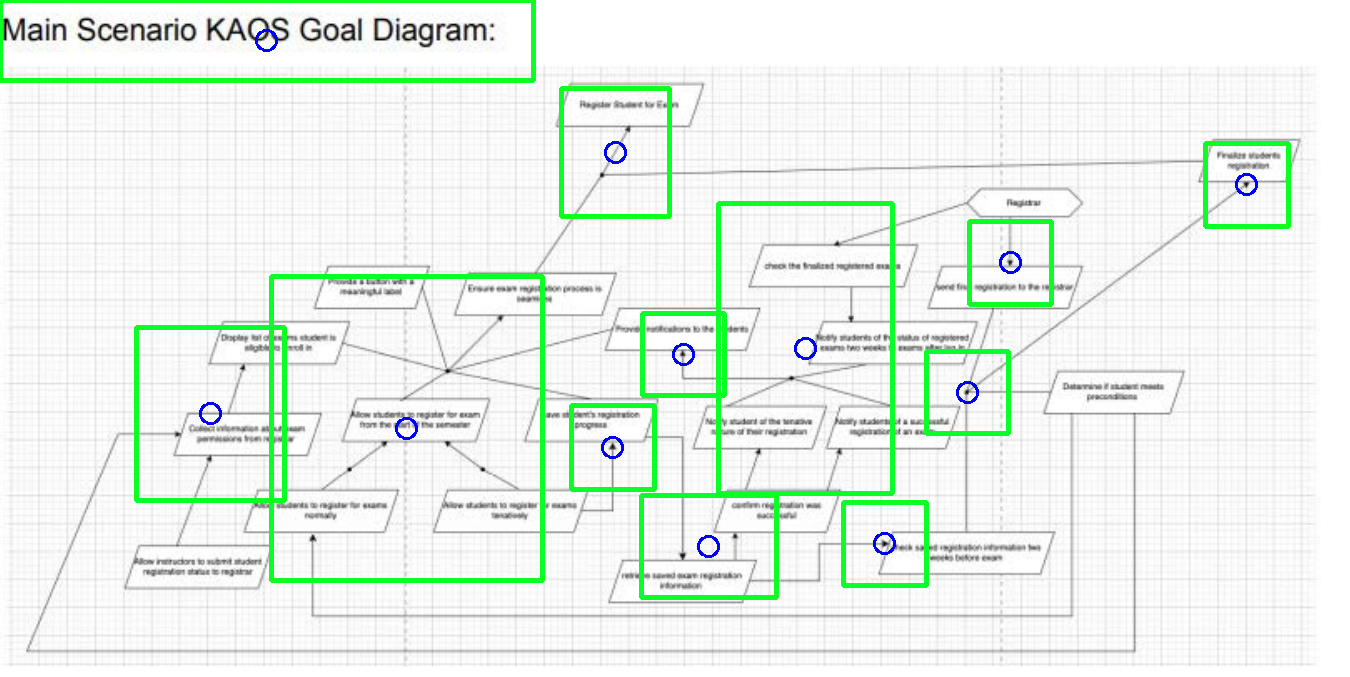 Main Scenario KAOS Goal Diagram:
Register Student for Exam
Finalize students
registration
Registrar
check the finalized registered exams
send final registration to the registrar
Provide a button with a
meaningful label
Ensure exam registration process is
seamless
Provide notifications to the students
Notify students of the status of registered
exams two weeks exams after log in
Display list of exams student is
eligible to enroll in
Determine if student meets
preconditions
Collect information about exam
permissions from registrar
Allow students to register for exam
from the start of the semester
save student's registration
progress
Notify student of the tenative
nature of their registration
Notify students of a successful
registration of an exam
Allow students to register for exams
normally
Allow students to register for exams
tenatively
confirm registration was
successful
Allow instructors to submit student
registration status to registrar
retrieve saved exam registration
information
check saved registration information two
weeks before exam